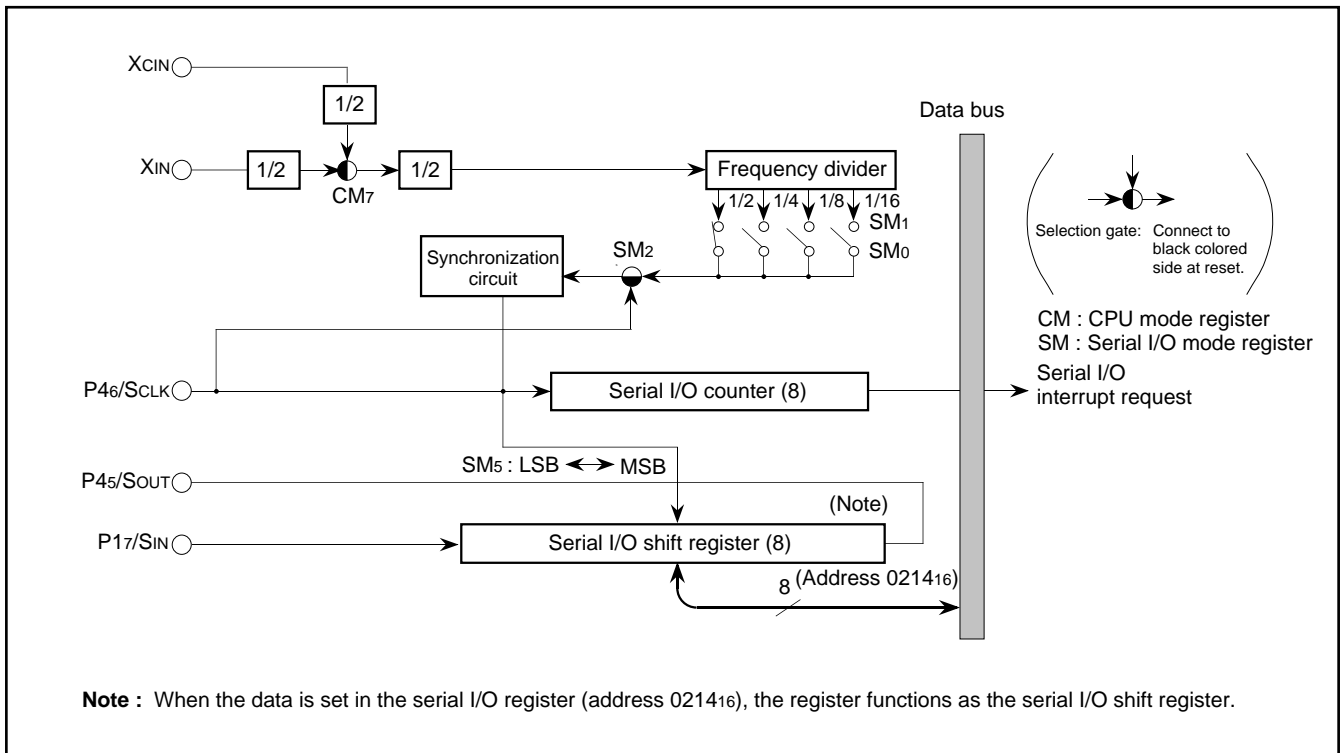 XCIN
1/2
Data bus
XIN
1/2
1/2
Frequency divider
CM7
1/2
1/4
1/8
1/16
SM1
SM0
Selection gate: Connect to
black colored
side at reset.
Synchronization
circuit
SM2
CM : CPU mode register
SM : Serial I/O mode register
P46/SCLK
Serial I/O counter (8)
Serial I/O
interrupt request
SM5 : LSB ↔ MSB
P45/SOUT
(Note)
P17/SIN
Serial I/O shift register (8)
8
(Address 021416)
Note : When the data is set in the serial I/O register (address 021416), the register functions as the serial I/O shift register.